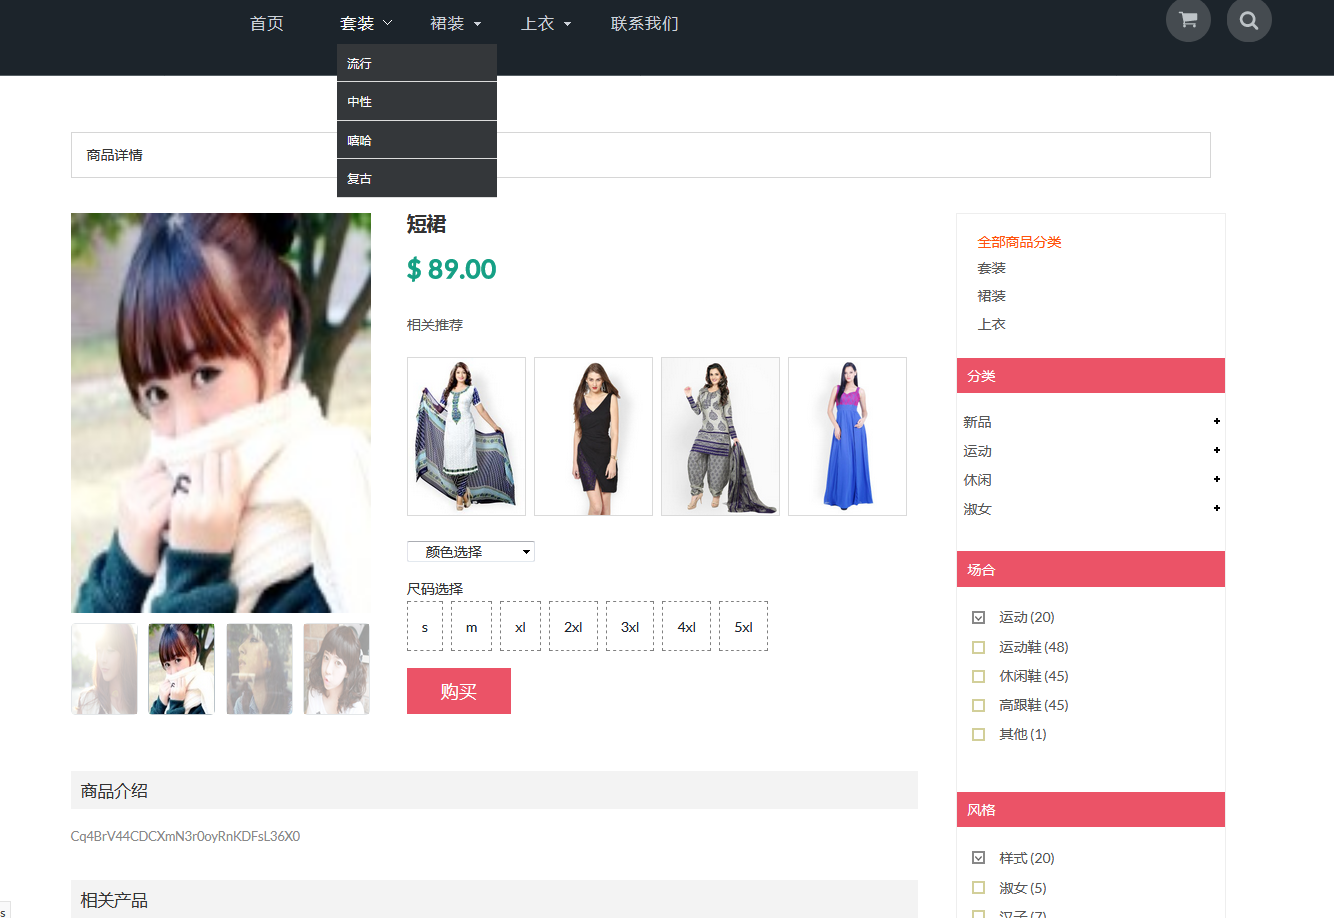 首页 套装 裙装 上衣 联系我们
流行
中性
嘻哈
复古
商品详情
短裙
$ 89.00
相关推荐
颜色选择
尺码选择
s m xl 2xl 3xl 4xl 5xl
购买
商品介绍
Cq4BrV44CDCXmN3r0oyRnKDFsL36X0
相关产品
全部商品分类
套装
裙装
上衣
分类
新品 +
运动 +
休闲 +
淑女 +
场合
运动 (20)
运动鞋 (48)
休闲鞋 (45)
高跟鞋 (45)
其他 (1)
风格
样式 (20)
淑女 (5)
汉子 (7)
s